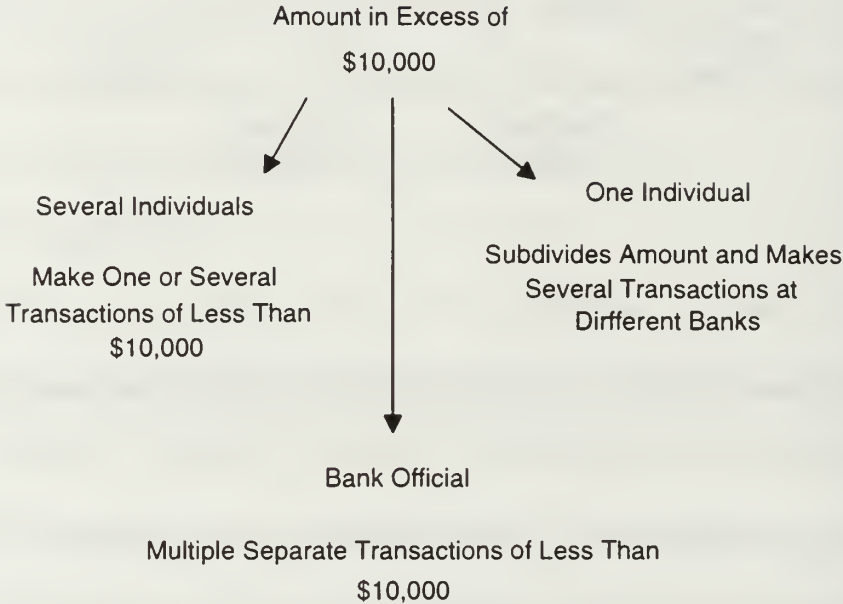 Amount in Excess of
$10,000
Several Individuals
Make One or Several
Transactions of Less Than
$10,000
One Individual
Subdivides Amount and Makes
Several Transactions at
Dirfferent Banks
Bank Official
Multiple Separate Transactions of Less Than
$10,000